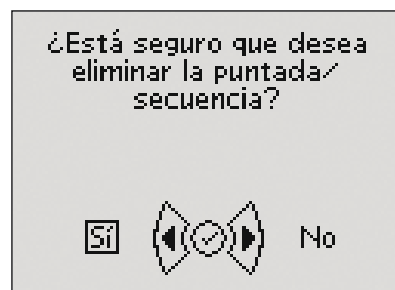 ¿Está seguro que desea
eliminar la puntada/
secuencia?
Sí No